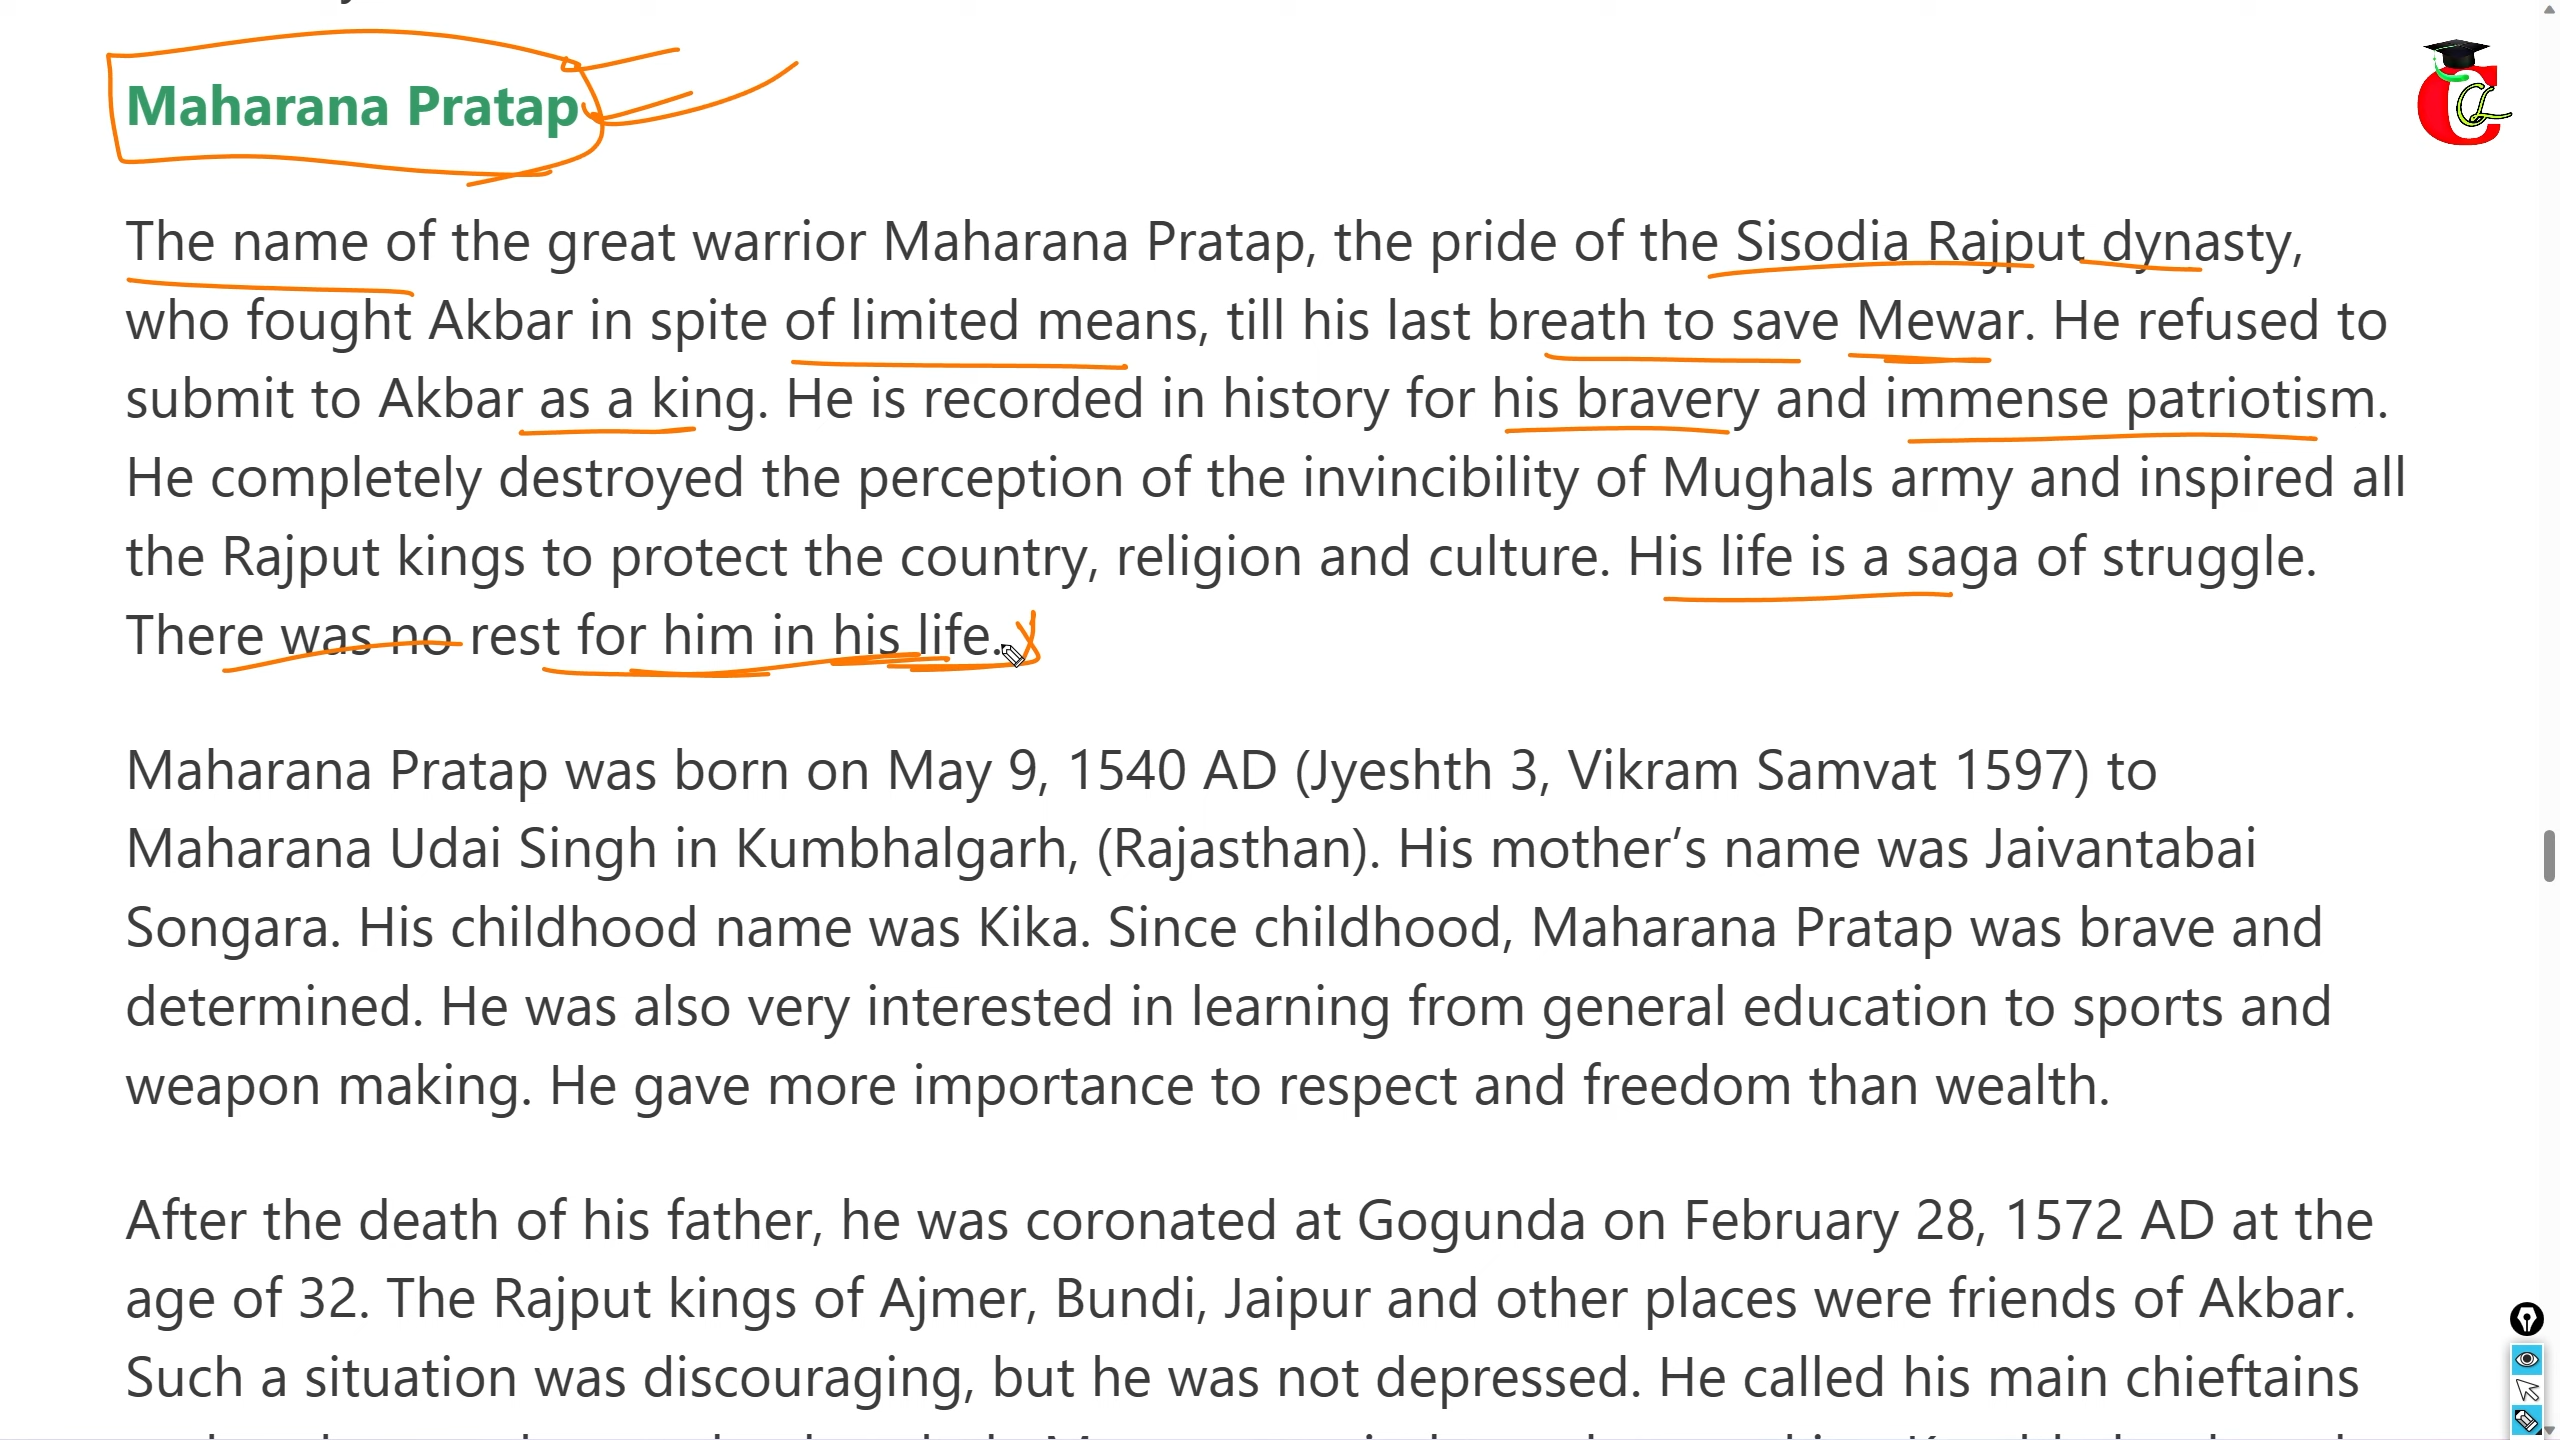 Maharana Pratap
The name of the great warrior Maharana Pratap, the pride of the Sisodia Rajput dynasty,
who fought Akbar in spite of limited means, till his last breath to save Mewar. He refused to
submit to Akbar as a king. He is recorded in history for his bravery and immense patriotism.
He completely destroyed the perception of the invincibility of Mughals army and inspired all
the Rajput kings to protect the country, religion and culture. His life is a saga of struggle.
There was no rest for him in his life.
Maharana Pratap was born on May 9, 1540 AD (Jyeshth 3, Vikram Samvat 1597) to
Maharana Udai Singh in Kumbhalgarh, (Rajasthan). His mother’s name was Jaivantabai
Songara. His childhood name was Kika. Since childhood, Maharana Pratap was brave and
determined. He was also very interested in learning from general education to sports and
weapon making. He gave more importance to respect and freedom than wealth.
After the death of his father, he was coronated at Gogunda on February 28, 1572 AD at the
age of 32. The Rajput kings of Ajmer, Bundi, Jaipur and other places were friends of Akbar.
Such a situation was discouraging, but he was not depressed. He called his main chieftains